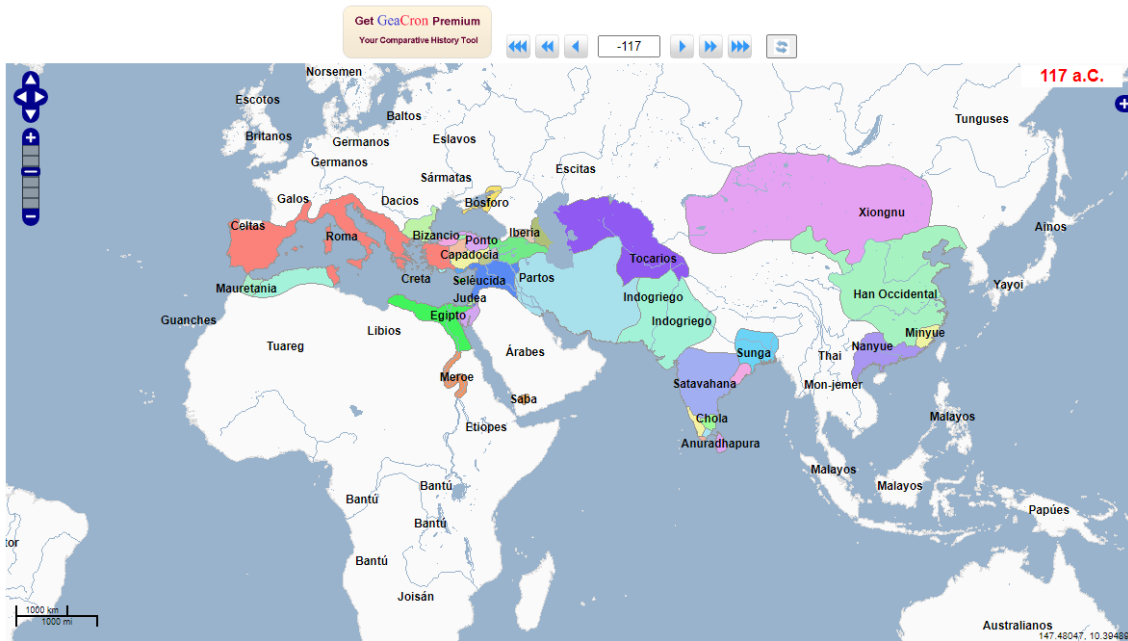 Get GeaCron Premium
Your Comparative History Tool
-117
117 a.C.
Norsemen
Escotos
Baltos
Tunguses
Britanos
Germanos
Eslavos
Germanos
Escitas
Sármatas
Galos
Dacios
Bósforo
Xiongnu
Celtas
Roma
Bizancio
Ponto
Iberia
Ainos
Capadocia
Tocarios
Creta
Seléucida
Partos
Mauretania
Judea
Indogriego
Han Occidental
Yayoi
Guanches
Libios
Egipto
Indogriego
Minyue
Tuareg
Árabes
Sunga
Nanyue
Thai
Meroe
Satavahana
Mon-jemer
Saba
Chola
Malayos
Etíopes
Anuradhapura
Malayos
Bantú
Bantú
Malayos
Bantú
Papúes
tor
Bantú
Joisán
1000 km
1000 mi
Australianos
147.48047, 10.39489